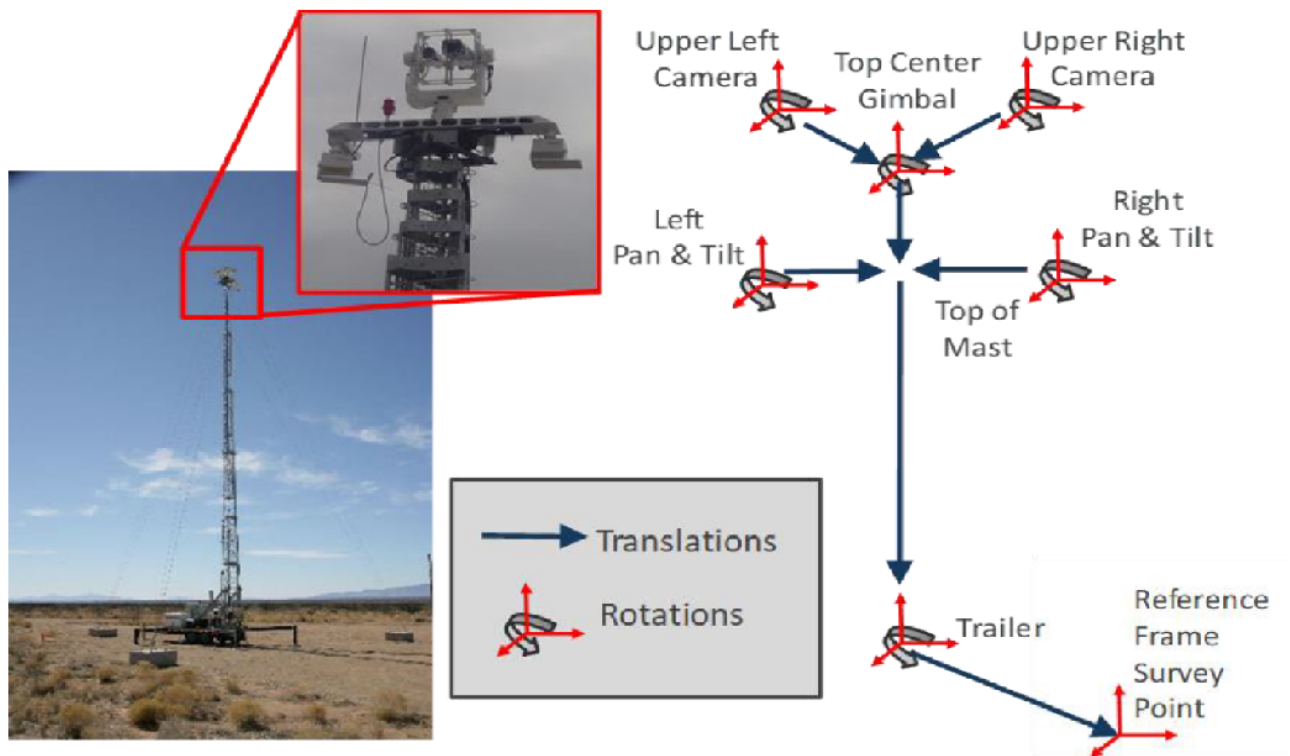 Upper Left
Camera
Top Center
Gimbal
Upper Right
Camera
Left
Pan & Tilt
Right
Pan & Tilt
Top of
Mast
Translations
Rotations
Trailer
Reference
Frame
Survey
Point